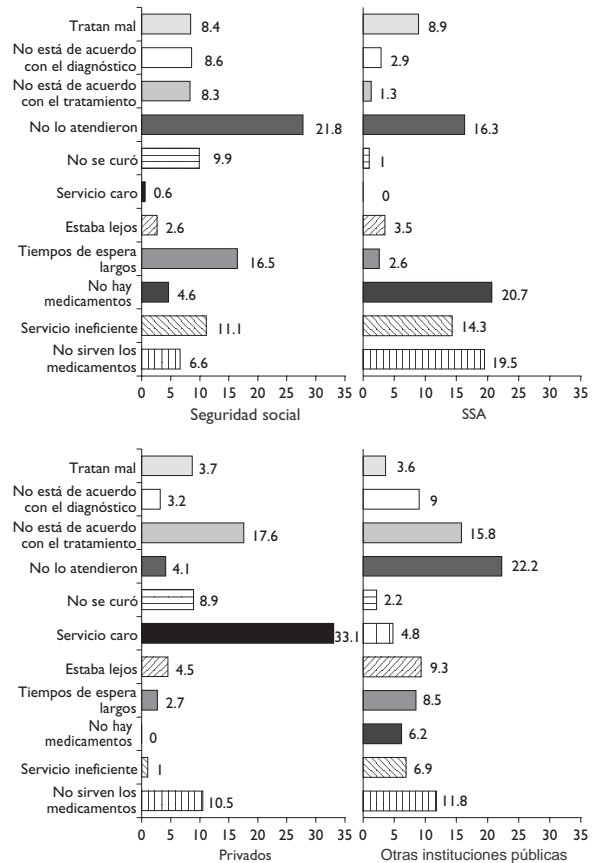 Tratan mal
8.4
8.9
No está de acuerdo
con el diagnóstico
8.6
2.9
No está de acuerdo
con el tratamiento
8.3
1.3
No lo atendieron
21.8
16.3
No se curó
9.9
1
Servicio caro
0.6
0
Estaba lejos
2.6
3.5
Tiempos de espera
largos
16.5
2.6
No hay
medicamentos
4.6
20.7
Servicio ineficiente
11.1
14.3
No sirven los
medicamentos
6.6
19.5
0 5 10 15 20 25 30 35
0 5 10 15 20 25 30 35
Seguridad social
SSA
Tratan mal
3.7
3.6
No está de acuerdo
con el diagnóstico
3.2
9
No está de acuerdo
con el tratamiento
17.6
15.8
No lo atendieron
4.1
22.2
No se curó
8.9
2.2
Servicio caro
33.1
4.8
Estaba lejos
4.5
9.3
Tiempos de espera
largos
2.7
8.5
No hay
medicamentos
0
6.2
Servicio ineficiente
1
6.9
No sirven los
medicamentos
10.5
11.8
0 5 10 15 20 25 30 35
0 5 10 15 20 25 30 35
Privados
Otras instituciones públicas